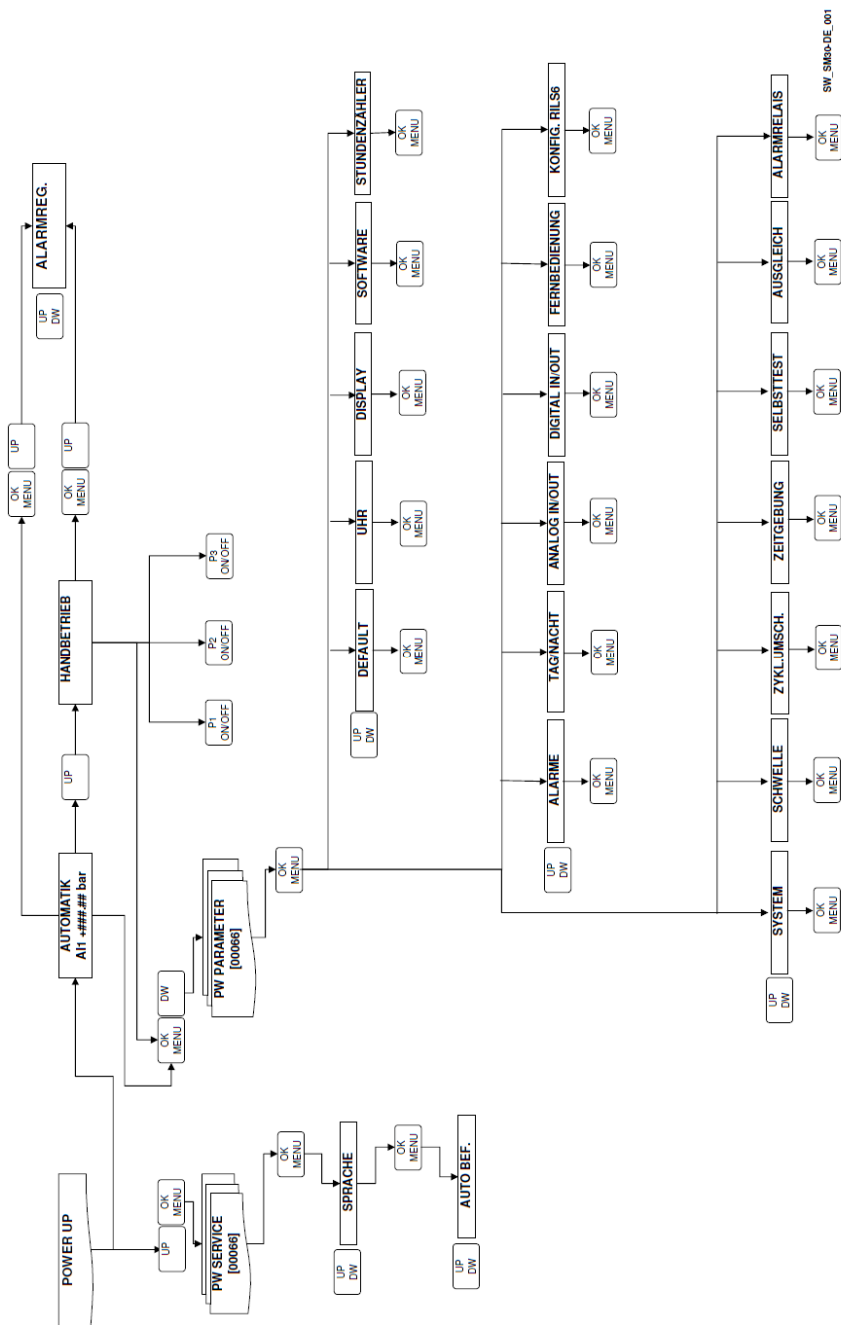 OK
MENU
UP
UP
DW
ALARMREG.
POWER UP
AUTOMATIK
AI1 +###.## bar
UP
HANDBETRIEB
OK
MENU
UP
UP
OK
MENU
OK
MENU
DW
P1
ON/OFF
P2
ON/OFF
P3
ON/OFF
PW SERVICE
[00066]
PW PARAMETER
[00066]
OK
MENU
OK
MENU
UP
DW
SPRACHE
UP
DW
DEFAULT
UHR
DISPLAY
SOFTWARE
STUNDENZÄHLER
OK
MENU
OK
MENU
OK
MENU
OK
MENU
OK
MENU
OK
MENU
UP
DW
AUTO BEF.
UP
DW
ALARME
TAG/NACHT
ANALOG IN/OUT
DIGITAL IN/OUT
FERNBEDIENUNG
KONFIG. RILS6
OK
MENU
OK
MENU
OK
MENU
OK
MENU
OK
MENU
OK
MENU
UP
DW
SYSTEM
SCHWELLE
ZYKL.UMSCH.
ZEITGEBUNG
SELBSTTEST
AUSGLEICH
ALARMRELAIS
OK
MENU
OK
MENU
OK
MENU
OK
MENU
OK
MENU
OK
MENU
OK
MENU
SW_SM30-DE_001